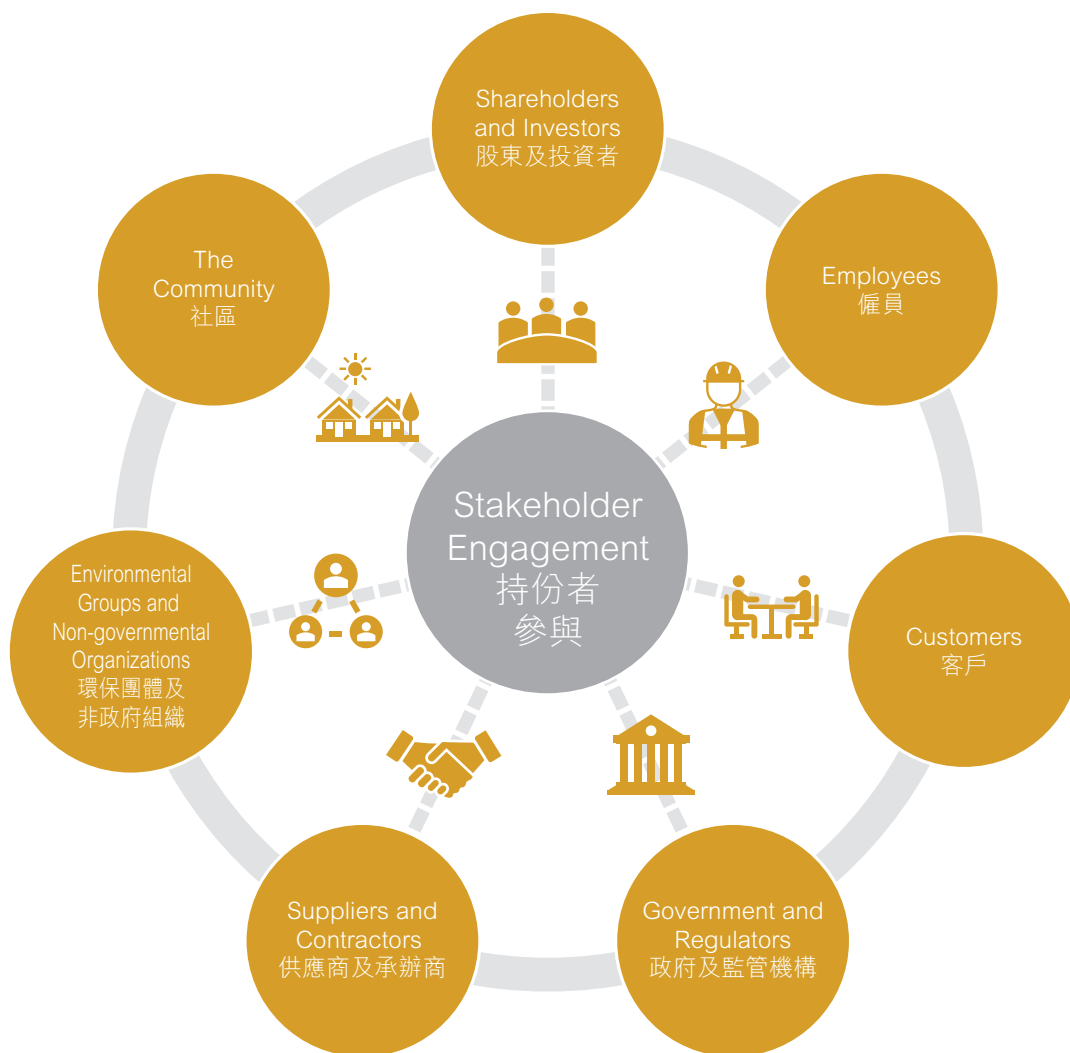 Shareholders
and Investors
股東及投資者
Employees
僱員
Customers
客戶
Government and
Regulators
政府及監管機構
Suppliers and
Contractors
供應商及承辦商
Environmental
Groups and
Non-governmental
Organizations
環保團體及
非政府組織
The
Community
社區
Stakeholder
Engagement
持份者
參與